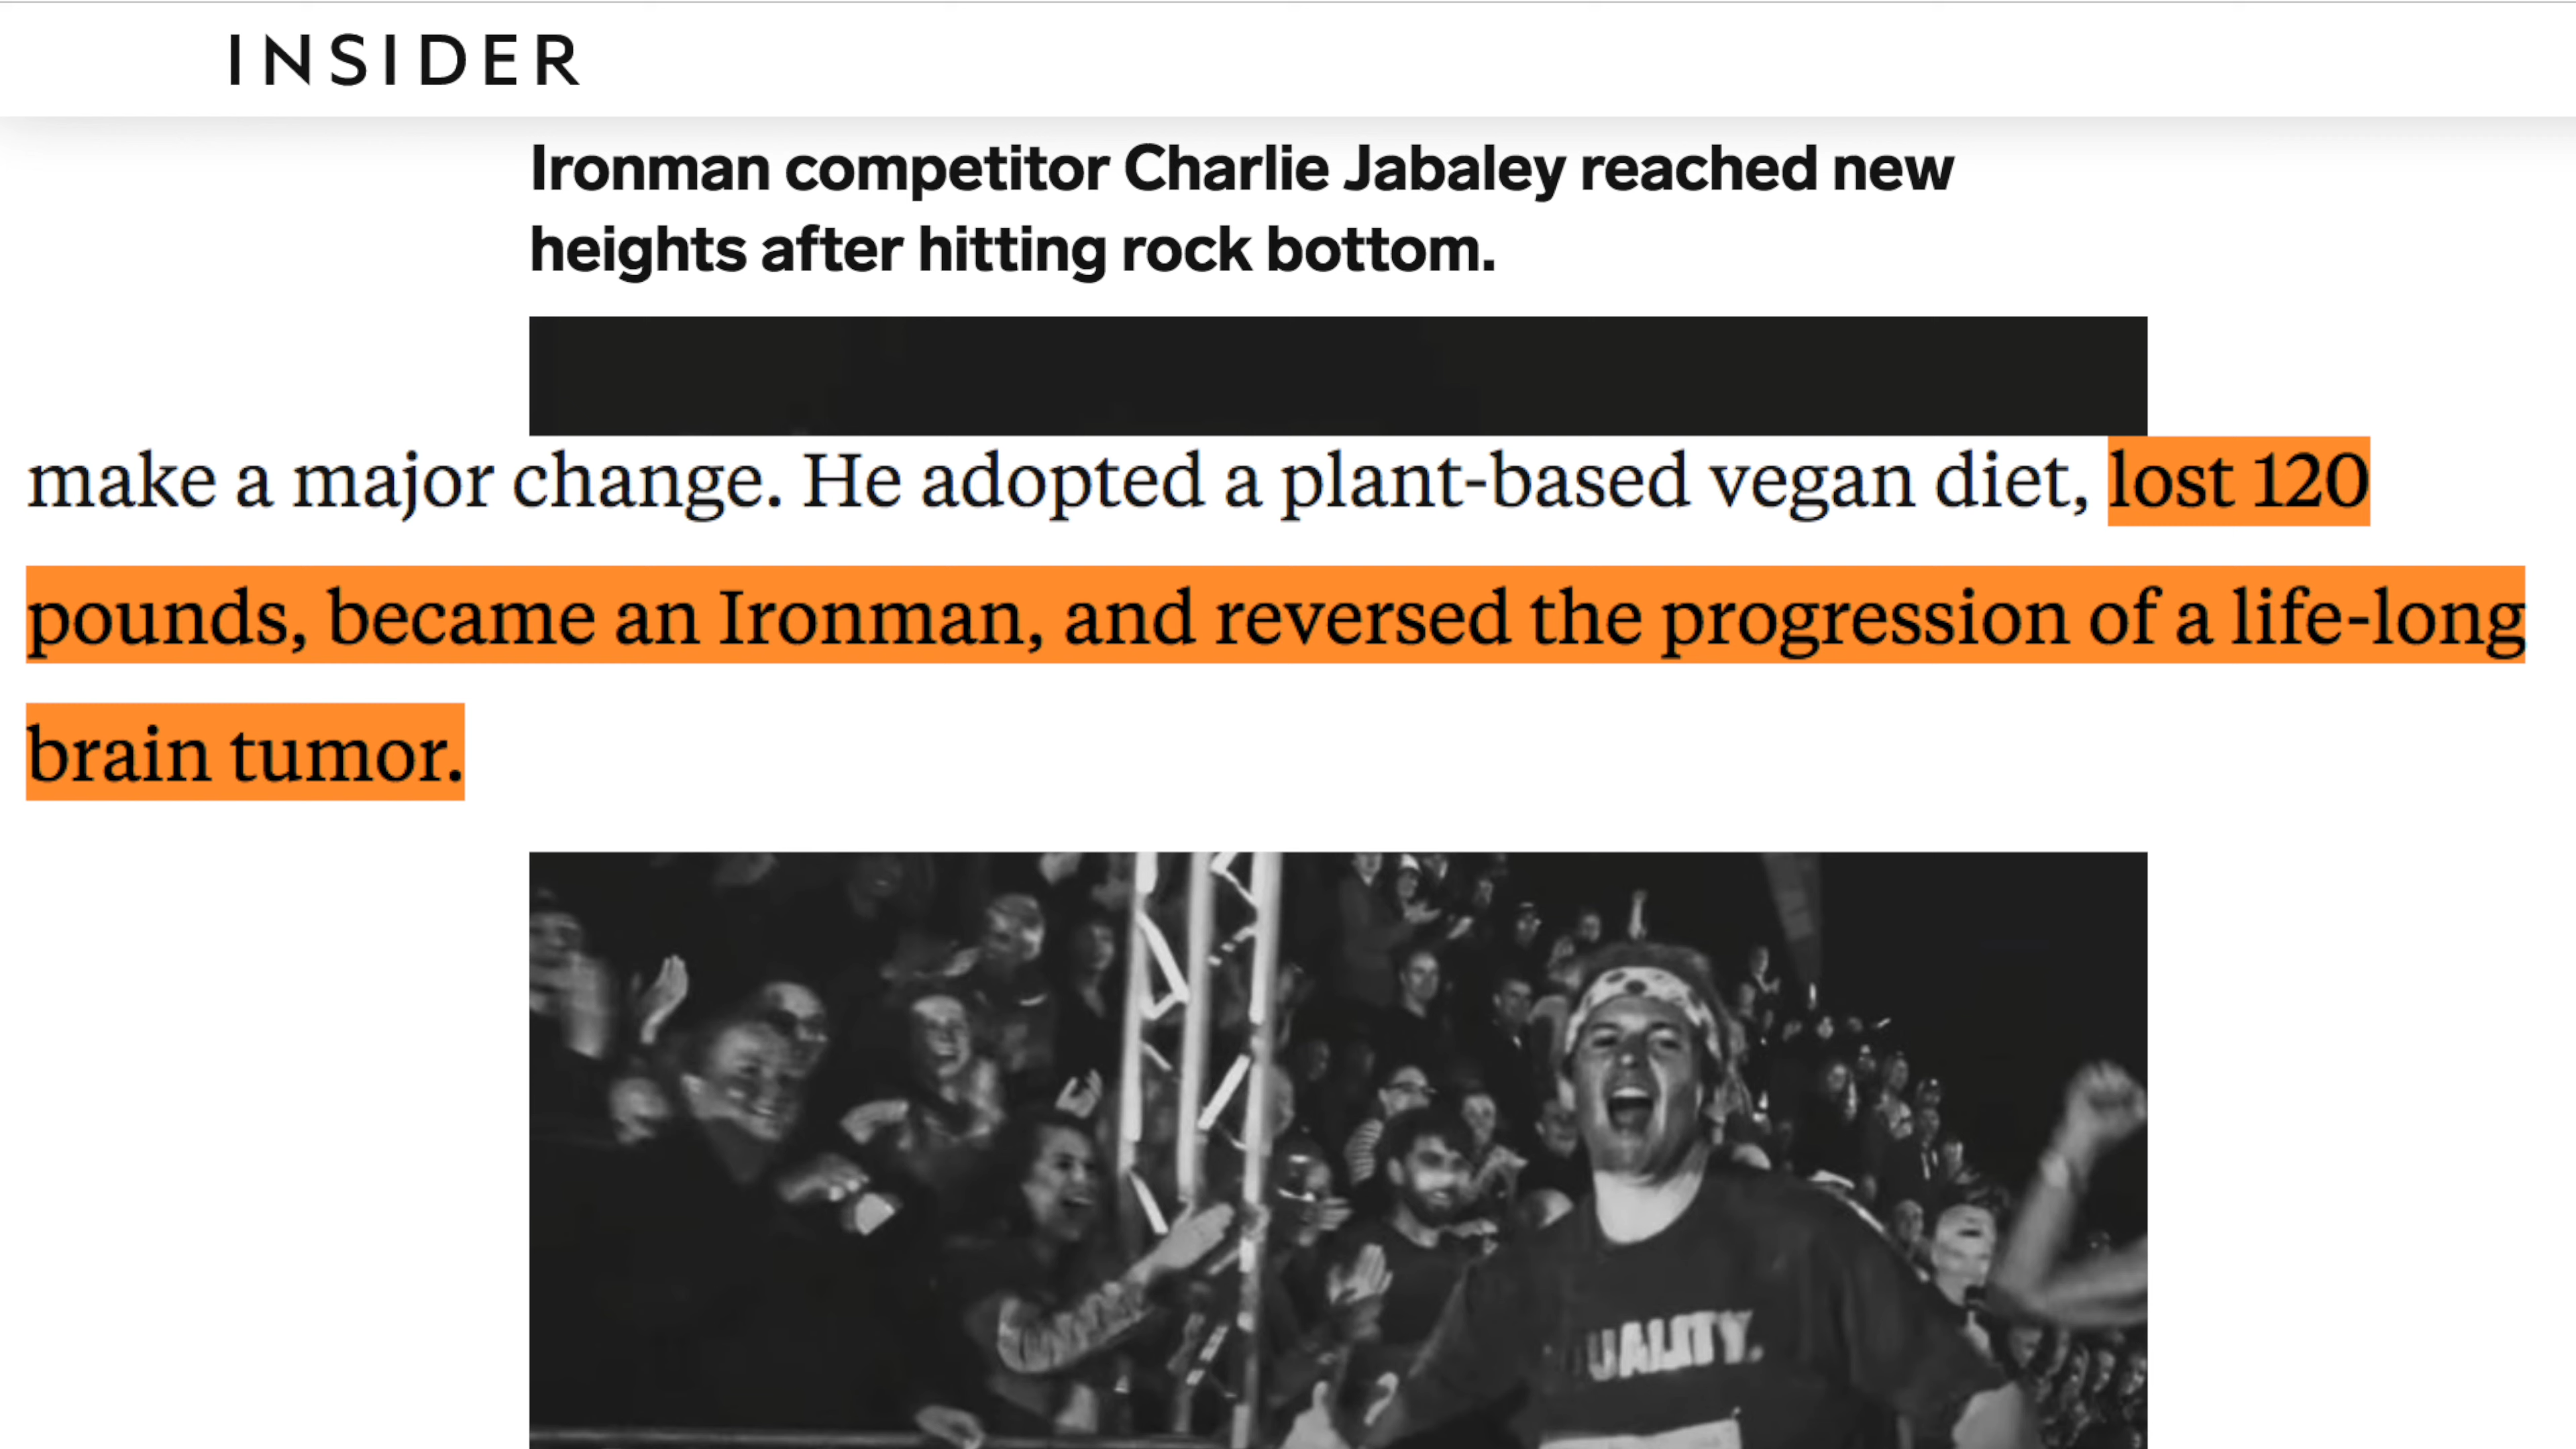 INSIDER
Ironman competitor Charlie Jabaley reached new
heights after hitting rock bottom.
make a major change. He adopted a plant-based vegan diet, lost 120
pounds, became an Ironman, and reversed the progression of a life-long
brain tumor.